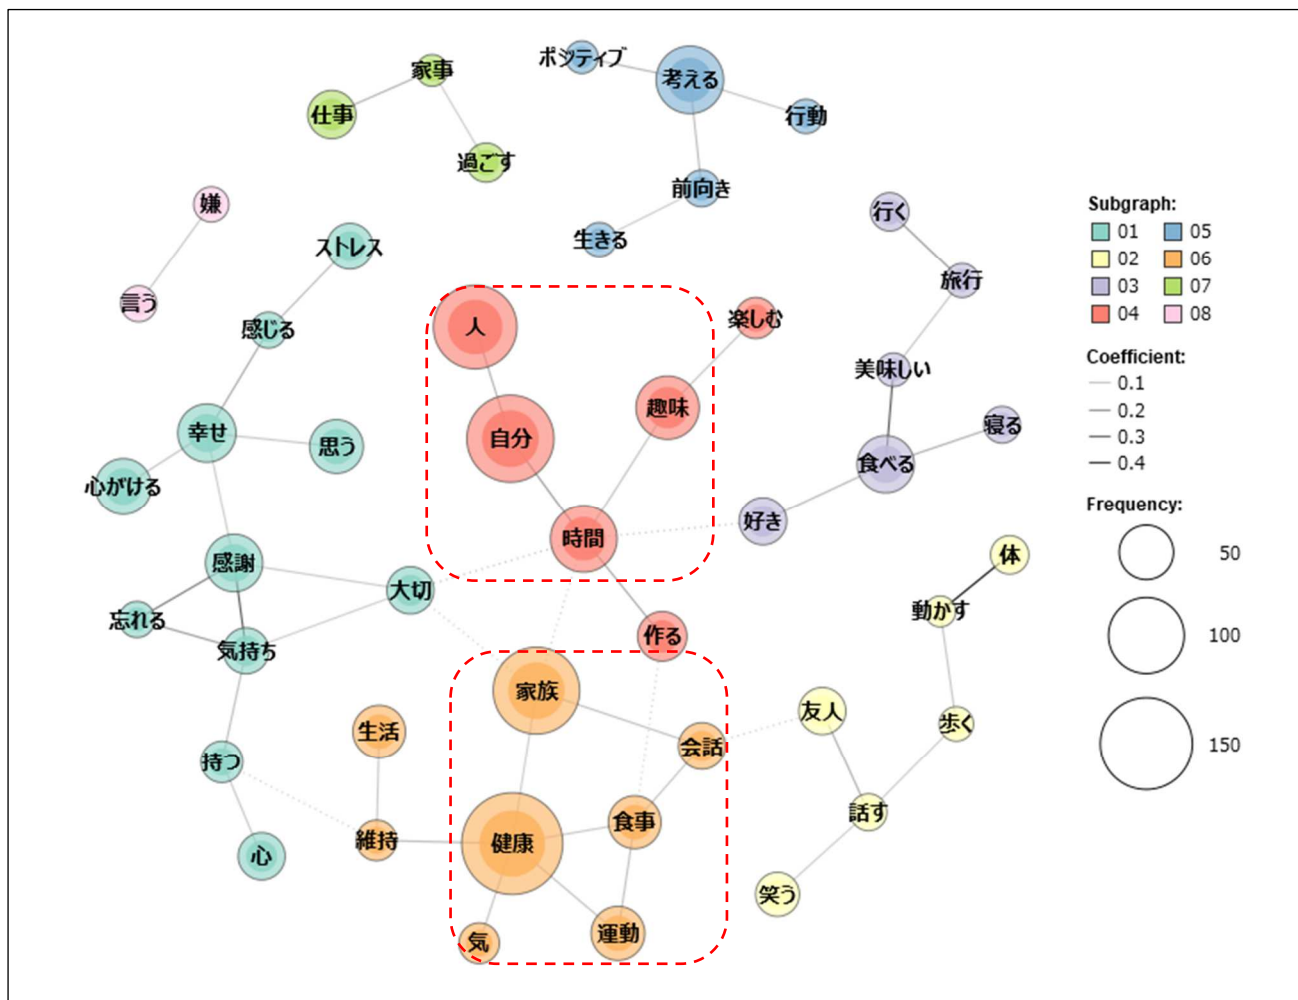 ポジティブ
考える
家事
仕事
行動
過ごす
前向き
嫌
行く
生きる
ストレス
旅行
言う
感じる
人
楽しむ
美味しい
趣味
幸せ
思う
自分
寝る
心がける
食べる
好き
時間
感謝
大切
体
忘れる
動かす
気持ち
作る
家族
生活
友人
歩く
会話
持つ
話す
維持
健康
食事
心
笑う
気
運動
Subgraph:
01 05
02 06
03 07
04 08
Coefficient:
0.1
0.2
0.3
0.4
Frequency:
50
100
150